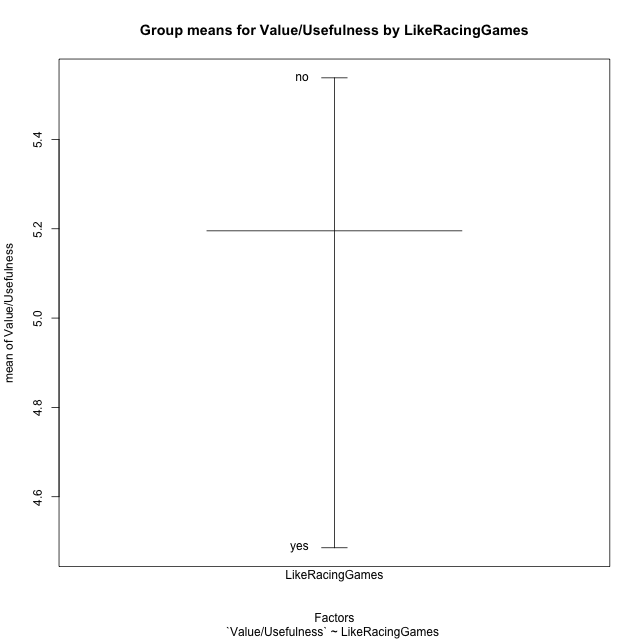 Group means for Value/Usefulness by LikeRacingGames
no
5.4
5.2
mean of Value/Usefulness
5.0
4.8
4.6
yes
LikeRacingGames
Factors
`Value/Usefulness` ~ LikeRacingGames